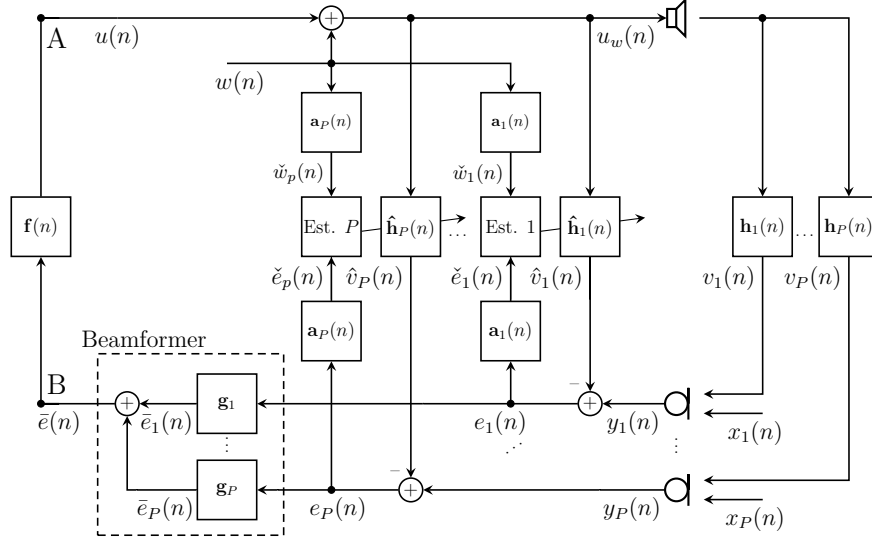 A u(n) + u_w(n)
w(n)
a_P(n) a_1(n)
w̌_p(n) w̌_1(n)
f(n) Est. P ĥ_P(n) ... Est. 1 ĥ_1(n) h_1(n) ... h_P(n)
ě_p(n) v̂_P(n) ě_1(n) v̂_1(n) v_1(n) v_P(n)
a_P(n) a_1(n)
Beamformer
B g_1 −
ē(n) + ē_1(n) e_1(n) + y_1(n) x_1(n)
⋮ ⋰ ⋮
g_P −
ē_P(n) e_P(n) + y_P(n) x_P(n)